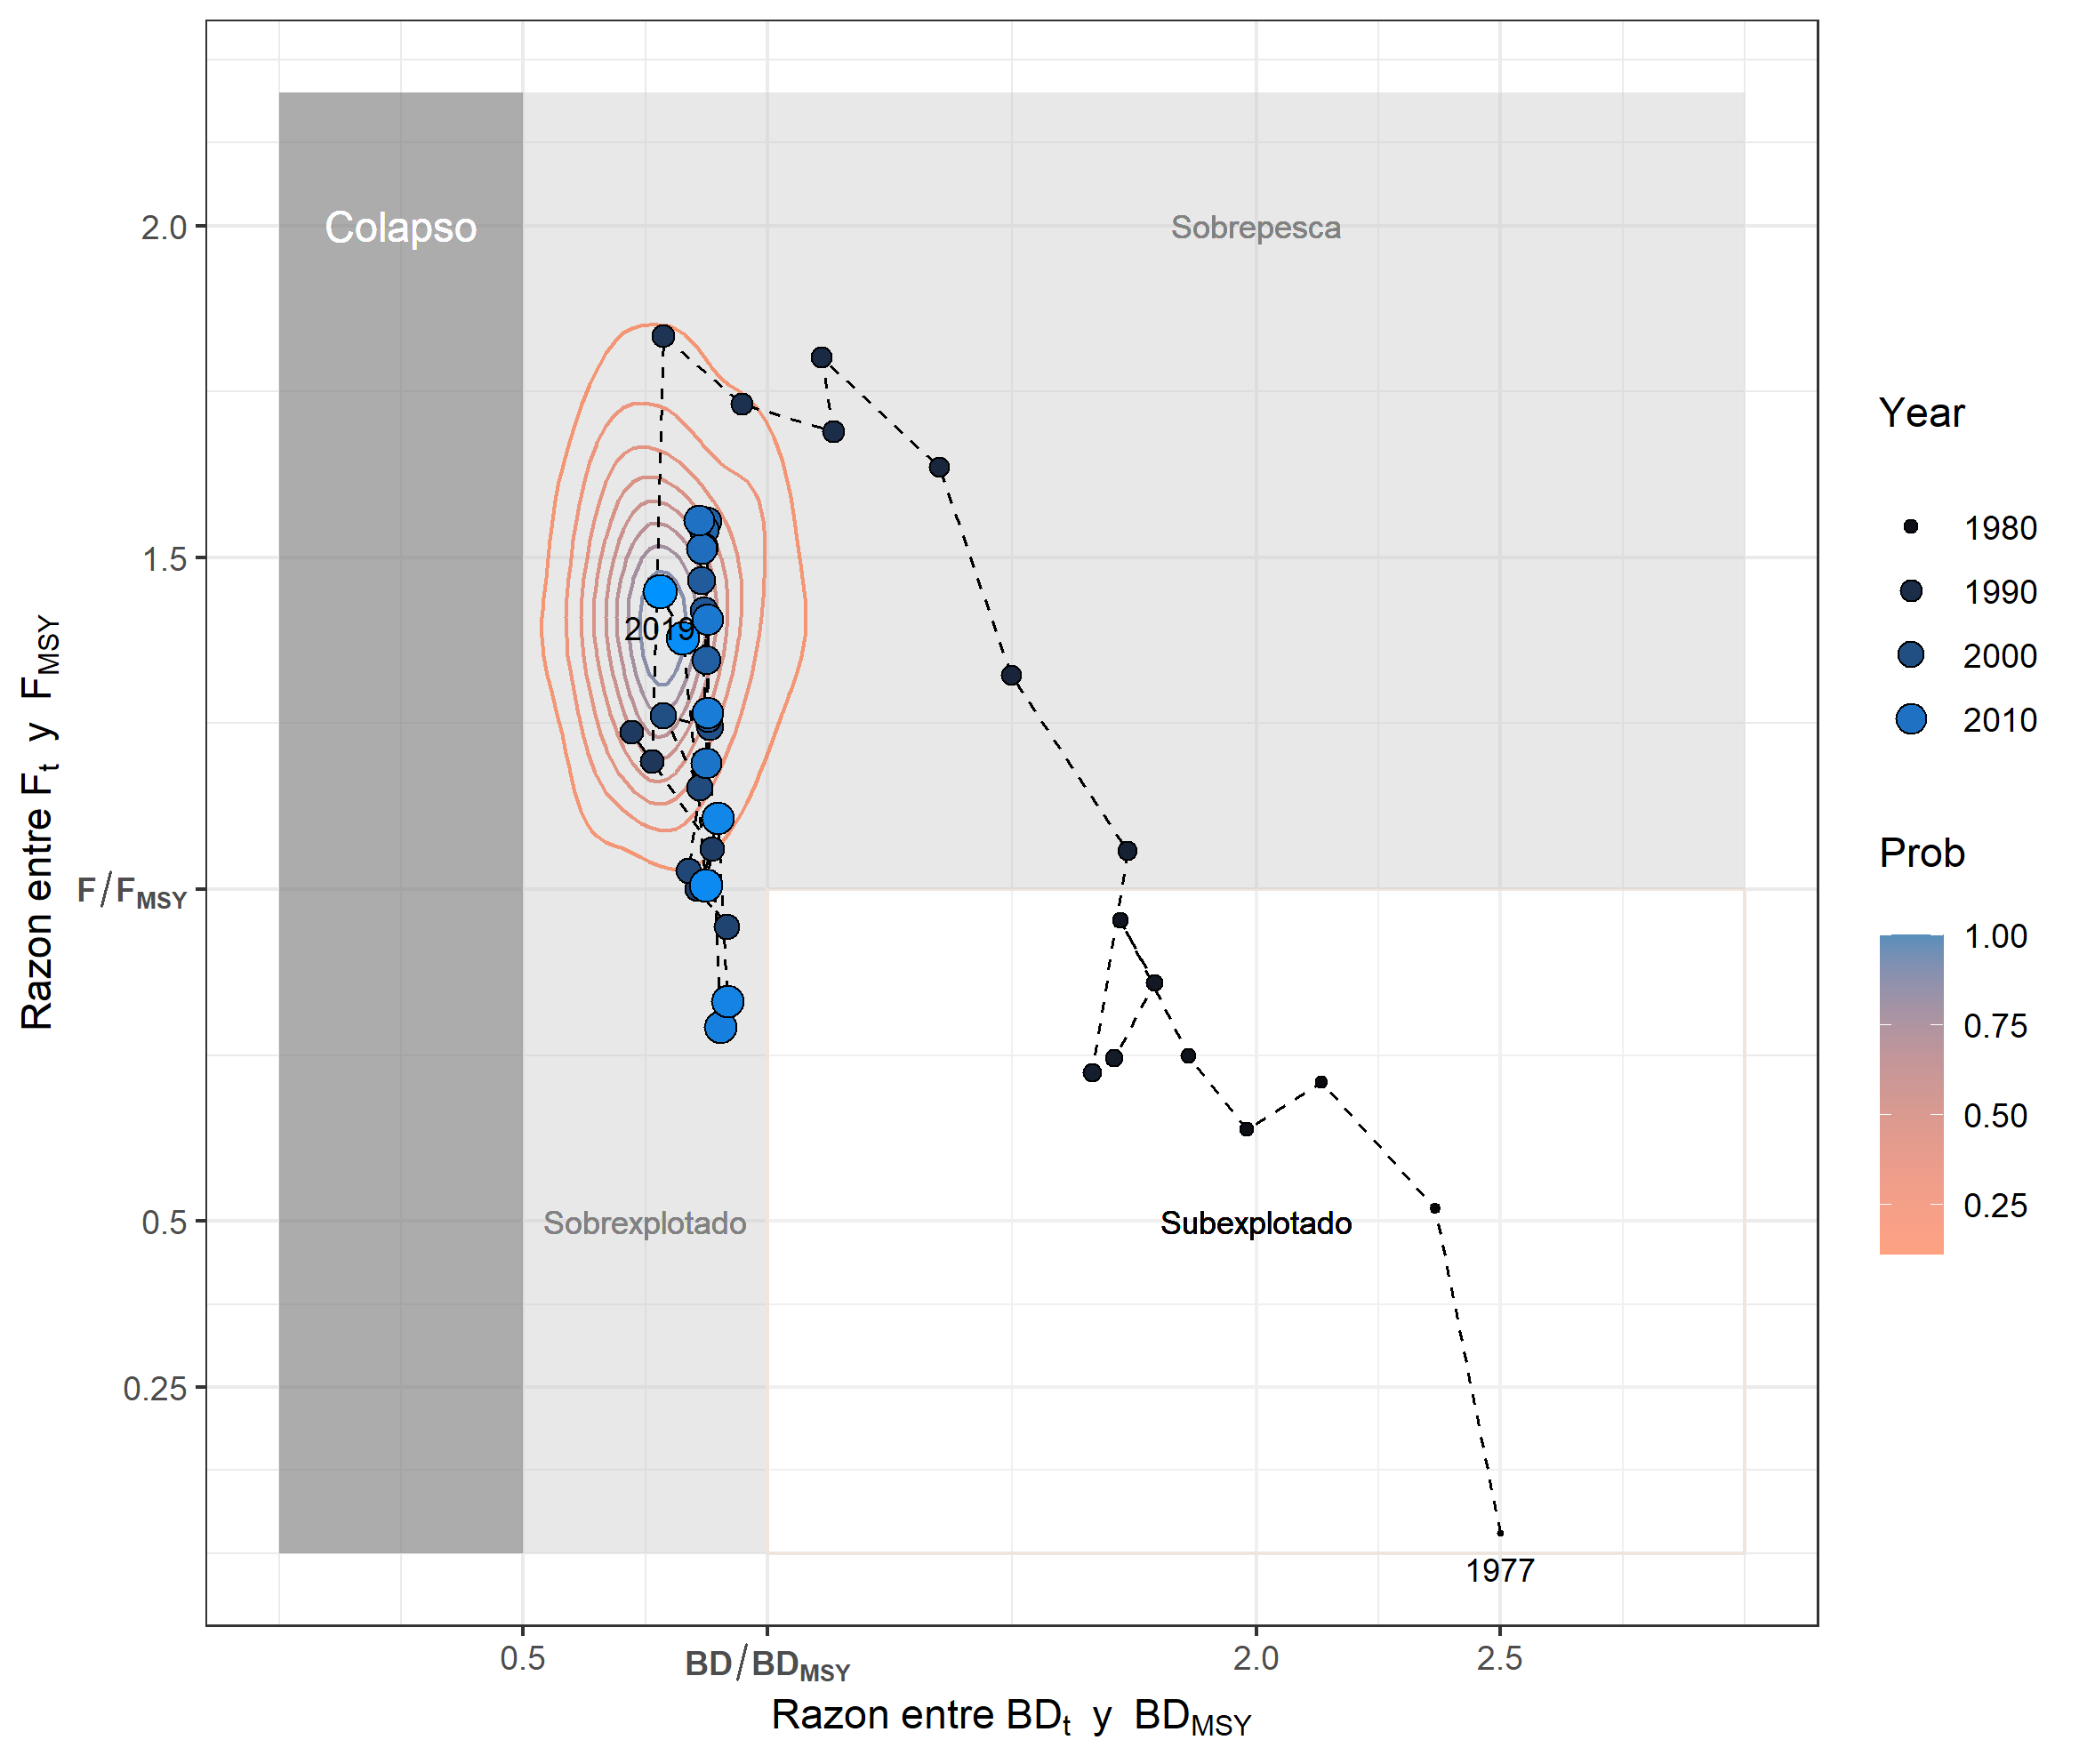 Razon entre Ft y FMSY
2.0
1.5
F/FMSY
0.5
0.25
Colapso
Sobrepesca
2019
Sobrexplotado
Subexplotado
1977
0.5
BD/BDMSY
2.0
2.5
Razon entre BDt y BDMSY
Year
1980
1990
2000
2010
Prob
1.00
0.75
0.50
0.25